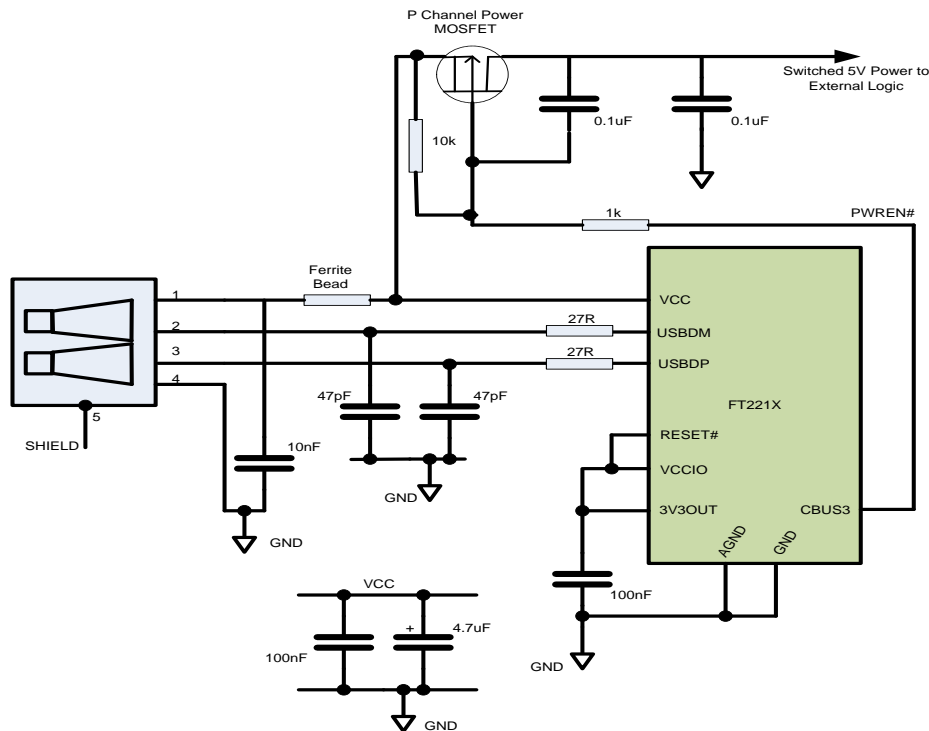 P Channel Power
MOSFET
Switched 5V Power to
External Logic
0.1uF
0.1uF
10k
1k
PWREN#
Ferrite
Bead
1
VCC
2
27R
USBDM
3
27R
USBDP
4
47pF
47pF
FT221X
5
SHIELD
10nF
RESET#
VCCIO
GND
3V3OUT
CBUS3
GND
AGND
GND
100nF
VCC
+
4.7uF
100nF
GND
GND